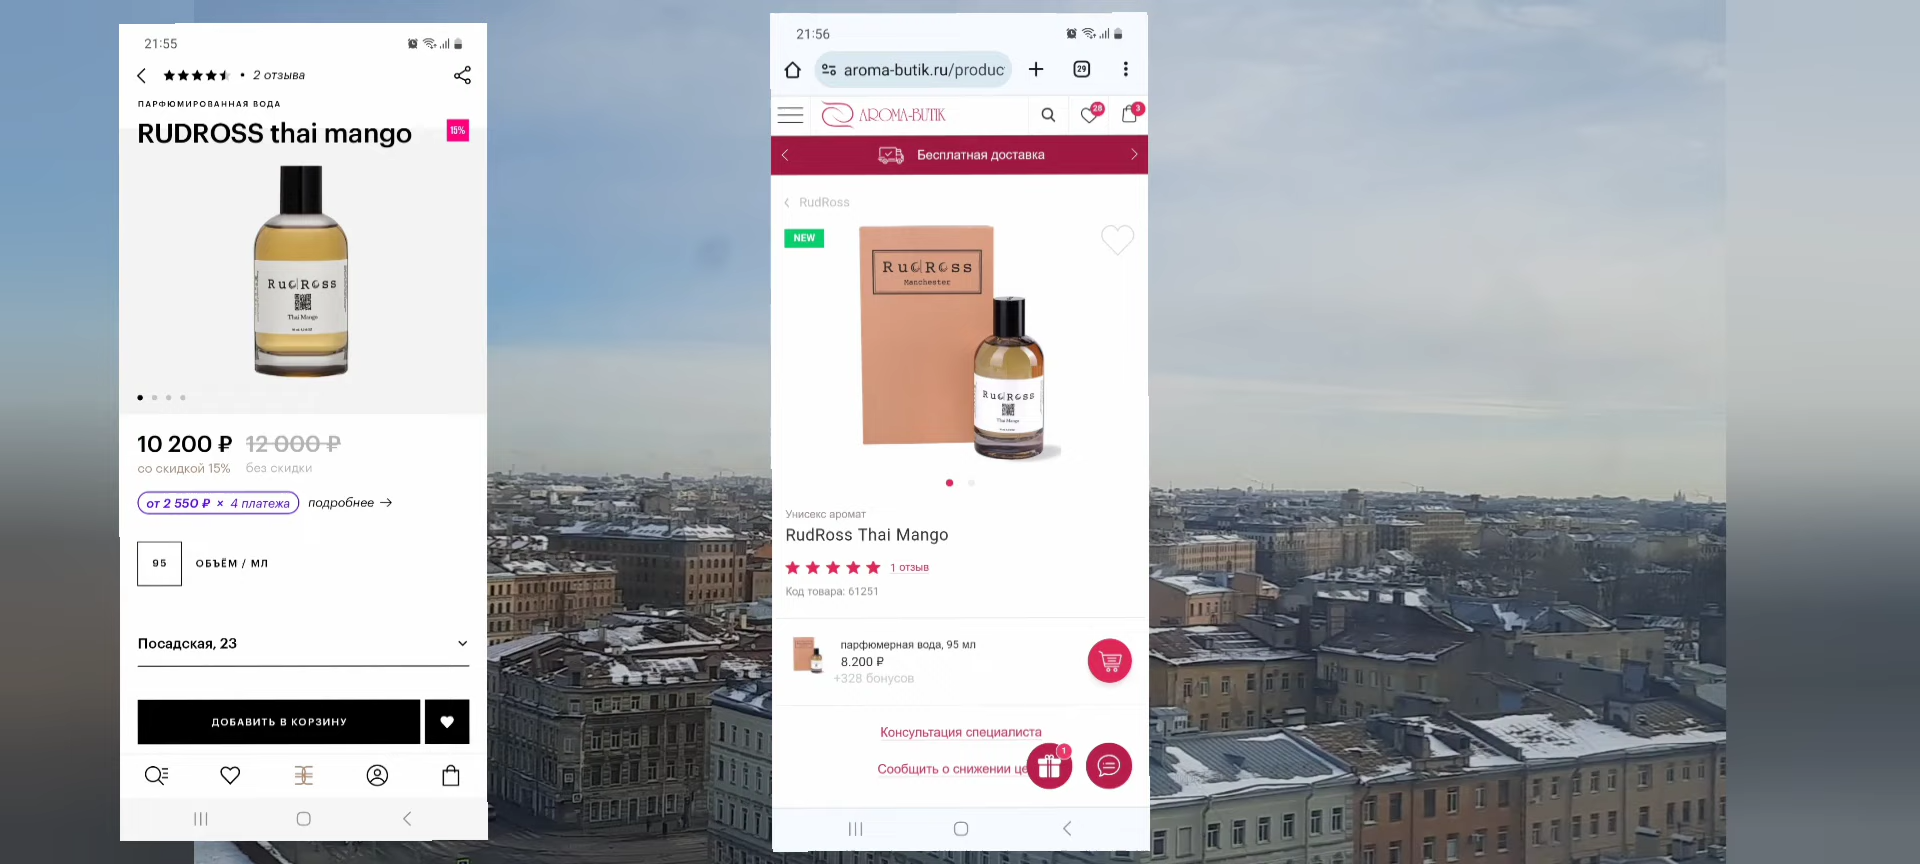 21:55
2 отзыва
ПАРФЮМИРОВАННАЯ ВОДА
RUDROSS thai mango
15%
RudRoss
Thai Mango
10 200 ₽ 12 000 ₽
со скидкой 15% без скидки
от 2 550 ₽ × 4 платежа подробнее →
95 ОБЪЁМ / МЛ
Посадская, 23
ДОБАВИТЬ В КОРЗИНУ
21:56
aroma-butik.ru/produc
29
AROMA-BUTIK
28
3
Бесплатная доставка
RudRoss
NEW
RudRoss
Manchester
RudRoss
Thai Mango
Унисекс аромат
RudRoss Thai Mango
1 отзыв
Код товара: 61251
парфюмерная вода, 95 мл
8.200 ₽
+328 бонусов
Консультация специалиста
1
Сообщить о снижении це